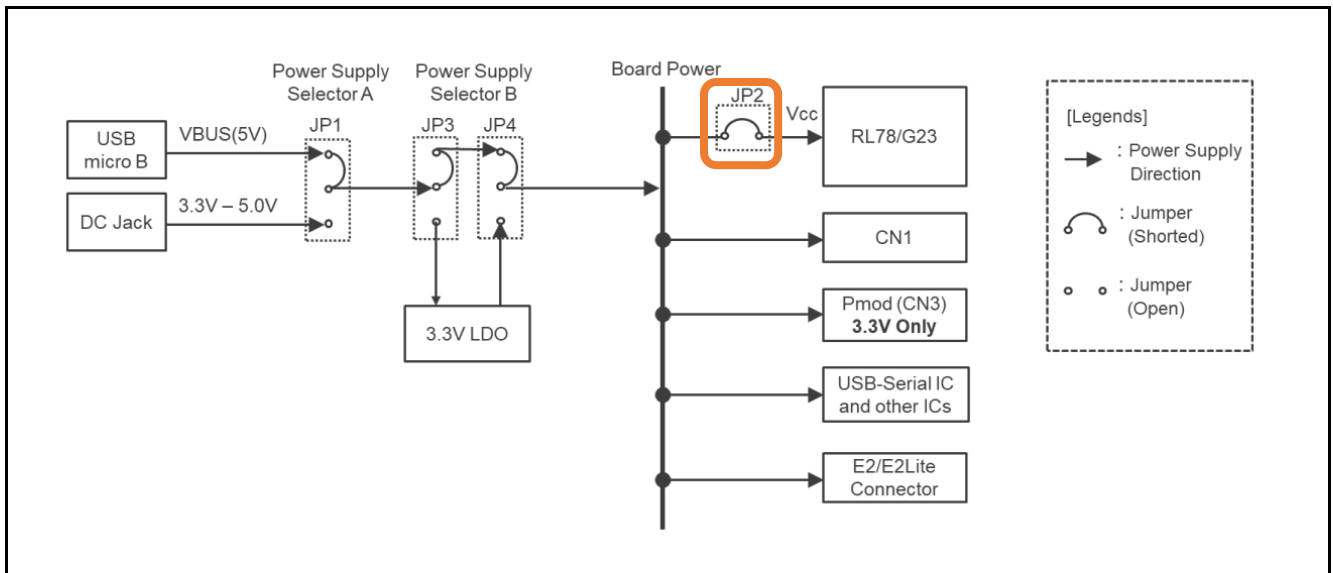 Power Supply
Selector A
Power Supply
Selector B
Board Power
JP1
JP3
JP4
JP2
Vcc
USB
micro B
VBUS(5V)
DC Jack
3.3V – 5.0V
3.3V LDO
RL78/G23
CN1
Pmod (CN3)
3.3V Only
USB-Serial IC
and other ICs
E2/E2Lite
Connector
[Legends]
: Power Supply
Direction
: Jumper
(Shorted)
: Jumper
(Open)